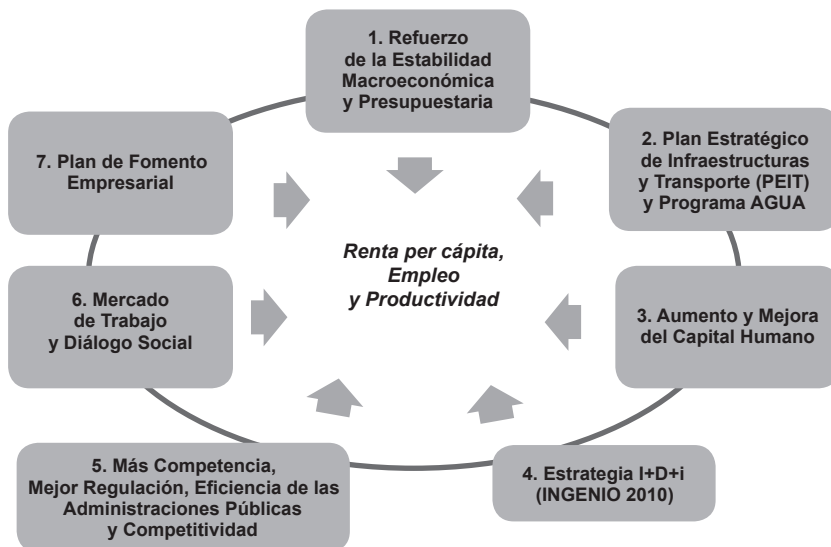 1. Refuerzo
de la Estabilidad
Macroeconómica
y Presupuestaria
2. Plan Estratégico
de Infraestructuras
y Transporte (PEIT)
y Programa AGUA
3. Aumento y Mejora
del Capital Humano
4. Estrategia I+D+i
(INGENIO 2010)
5. Más Competencia,
Mejor Regulación, Eficiencia de las
Administraciones Públicas
y Competitividad
6. Mercado
de Trabajo
y Diálogo Social
7. Plan de Fomento
Empresarial
Renta per cápita,
Empleo
y Productividad